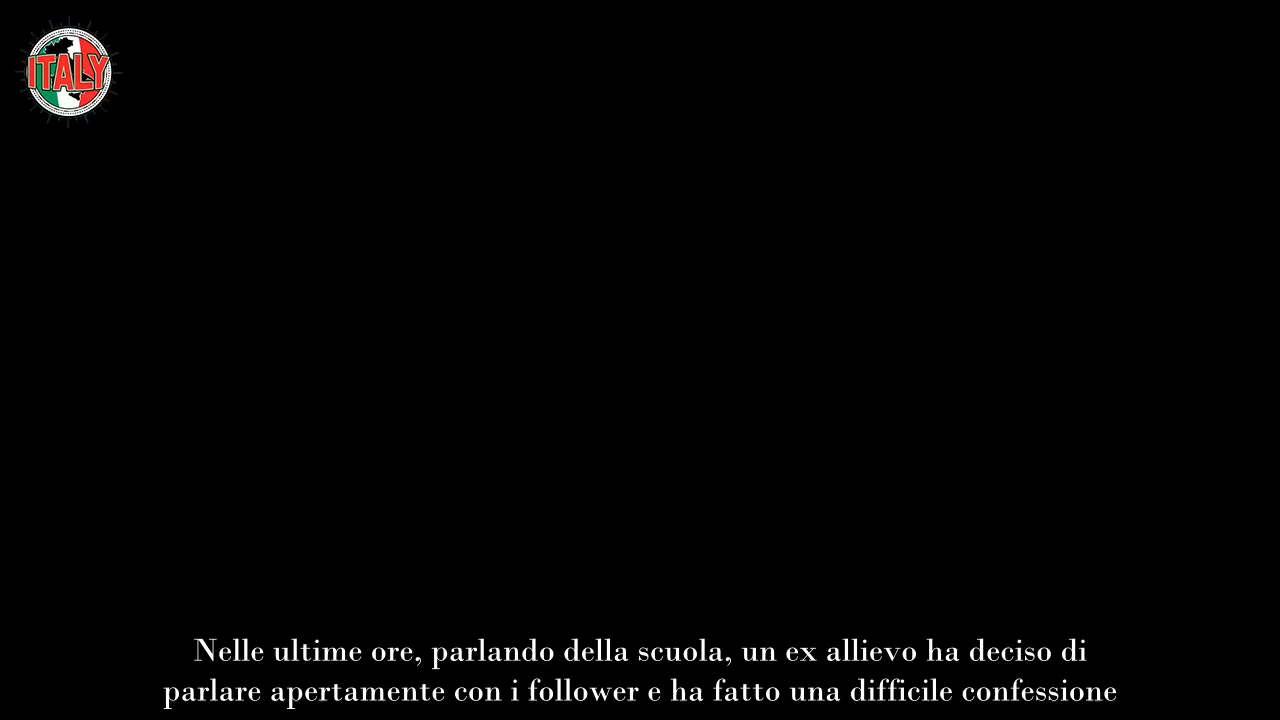 ITALY
Nelle ultime ore, parlando della scuola, un ex allievo ha deciso di
parlare apertamente con i follower e ha fatto una difficile confessione